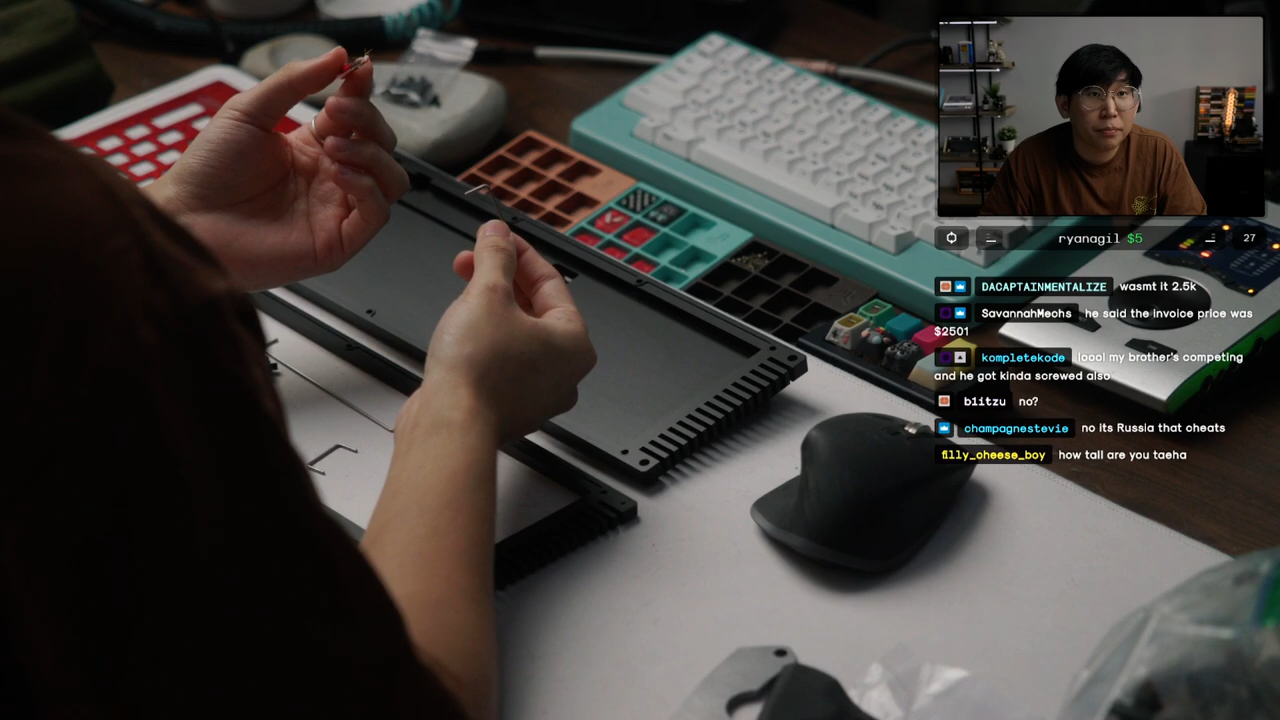 ryanagil $5
27
DACAPTAINMENTALIZE wasmt it 2.5k
SavannahMeohs he said the invoice price was
$2501
kompletekode loool my brother's competing
and he got kinda screwed also
b1itzu no?
champagnestevie no its Russia that cheats
filly_cheese_boy how tall are you taeha